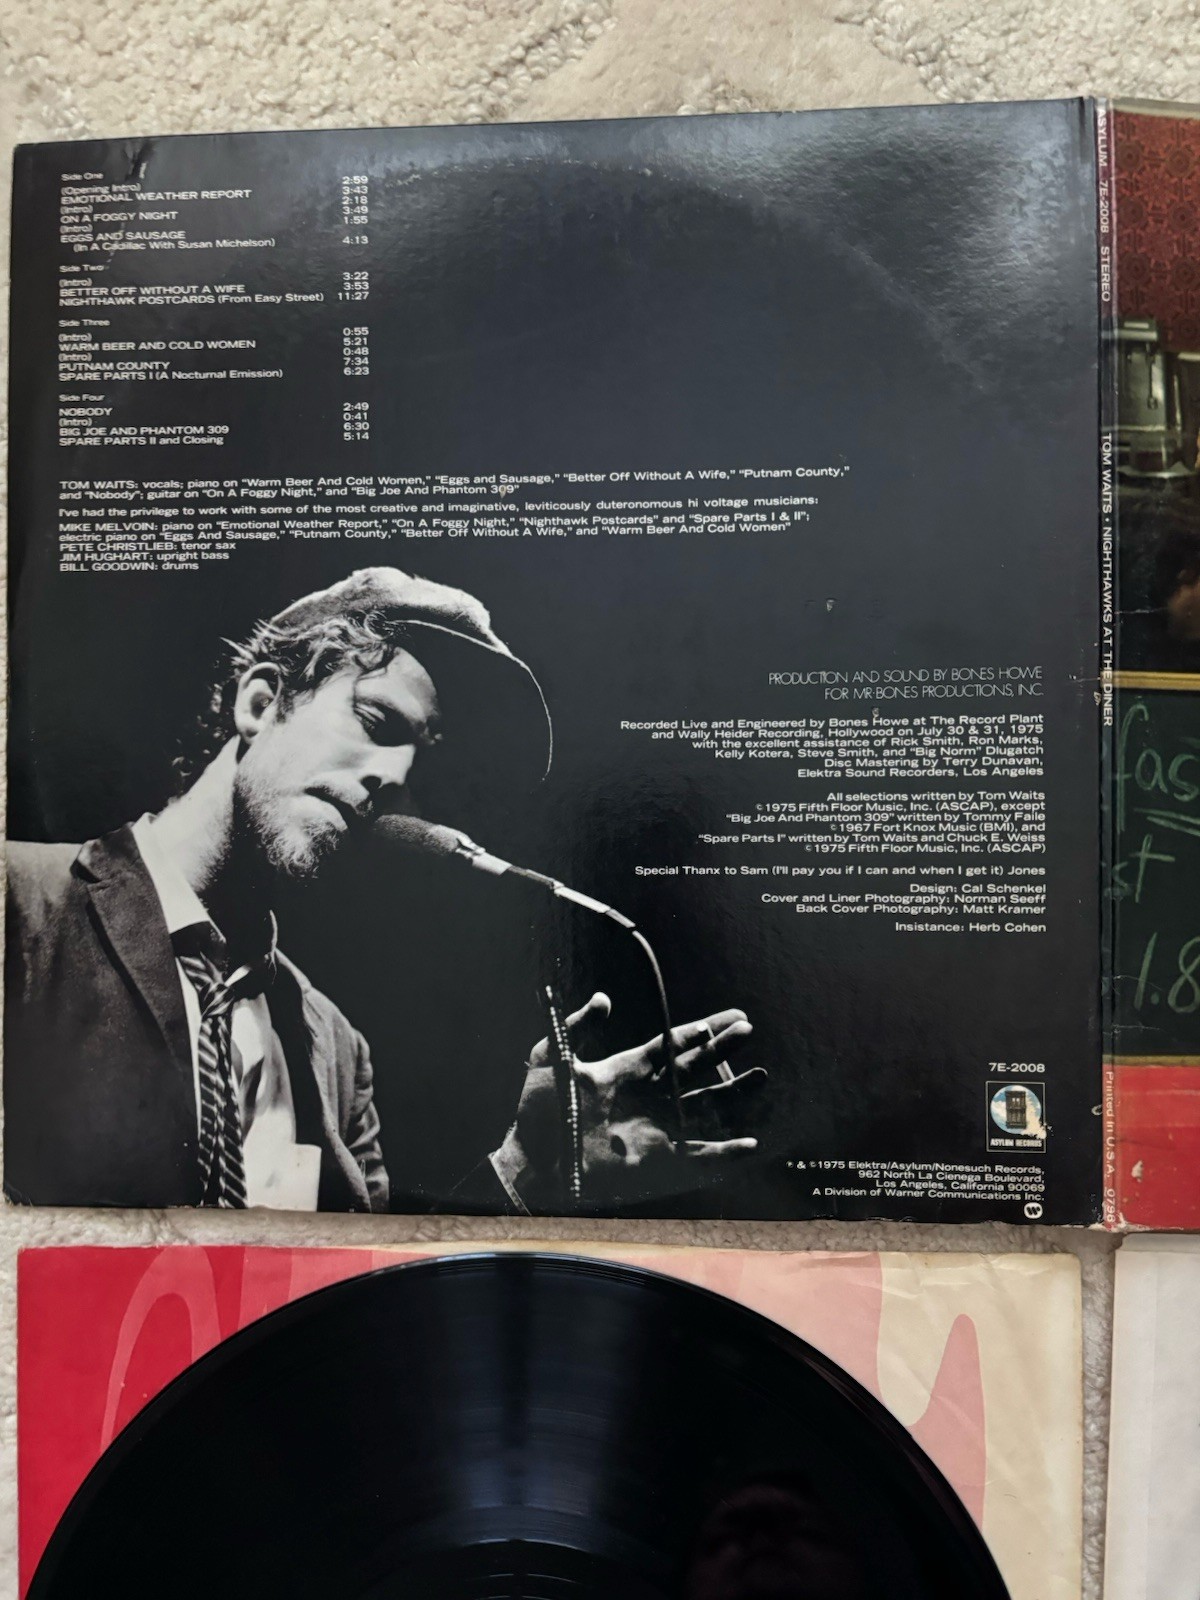 Side One
(Opening Intro) 2:59
EMOTIONAL WEATHER REPORT 3:43
(Intro) 2:18
ON A FOGGY NIGHT 3:49
(Intro) 1:55
EGGS AND SAUSAGE
(In A Cadillac With Susan Michelson) 4:13
Side Two
(Intro) 3:22
BETTER OFF WITHOUT A WIFE 3:53
NIGHTHAWK POSTCARDS (From Easy Street) 11:27
Side Three
(Intro) 0:55
WARM BEER AND COLD WOMEN 5:21
(Intro) 0:48
PUTNAM COUNTY 7:34
SPARE PARTS I (A Nocturnal Emission) 6:23
Side Four
NOBODY 2:49
(Intro) 0:41
BIG JOE AND PHANTOM 309 6:30
SPARE PARTS II and Closing 5:14
TOM WAITS: vocals; piano on "Warm Beer And Cold Women," "Eggs and Sausage," "Better Off Without A Wife," "Putnam County,"
and "Nobody"; guitar on "On A Foggy Night," and "Big Joe And Phantom 309"
I've had the privilege to work with some of the most creative and imaginative, leviticously duteronomous hi voltage musicians:
MIKE MELVOIN: piano on "Emotional Weather Report," "On A Foggy Night," "Nighthawk Postcards" and "Spare Parts I & II";
electric piano on "Eggs And Sausage," "Putnam County," "Better Off Without A Wife," and "Warm Beer And Cold Women"
PETE CHRISTLIEB: tenor sax
JIM HUGHART: upright bass
BILL GOODWIN: drums
PRODUCTION AND SOUND BY BONES HOWE
FOR MR·BONES PRODUCTIONS, INC.
Recorded Live and Engineered by Bones Howe at The Record Plant
and Wally Heider Recording, Hollywood on July 30 & 31, 1975
with the excellent assistance of Rick Smith, Ron Marks,
Kelly Kotera, Steve Smith, and "Big Norm" Dlugatch
Disc Mastering by Terry Dunavan,
Elektra Sound Recorders, Los Angeles
All selections written by Tom Waits
©1975 Fifth Floor Music, Inc. (ASCAP), except
"Big Joe And Phantom 309" written by Tommy Faile
©1967 Fort Knox Music (BMI), and
"Spare Parts I" written by Tom Waits and Chuck E. Weiss
©1975 Fifth Floor Music, Inc. (ASCAP)
Special Thanx to Sam (I'll pay you if I can and when I get it) Jones
Design: Cal Schenkel
Cover and Liner Photography: Norman Seeff
Back Cover Photography: Matt Kramer
Insistance: Herb Cohen
7E-2008
ASYLUM RECORDS
℗ & ©1975 Elektra/Asylum/Nonesuch Records,
962 North La Cienega Boulevard,
Los Angeles, California 90069
A Division of Warner Communications Inc.
ASYLUM 7E-2008 STEREO TOM WAITS · NIGHTHAWKS AT THE DINER Printed in U.S.A. 0798
fas
st
1.8